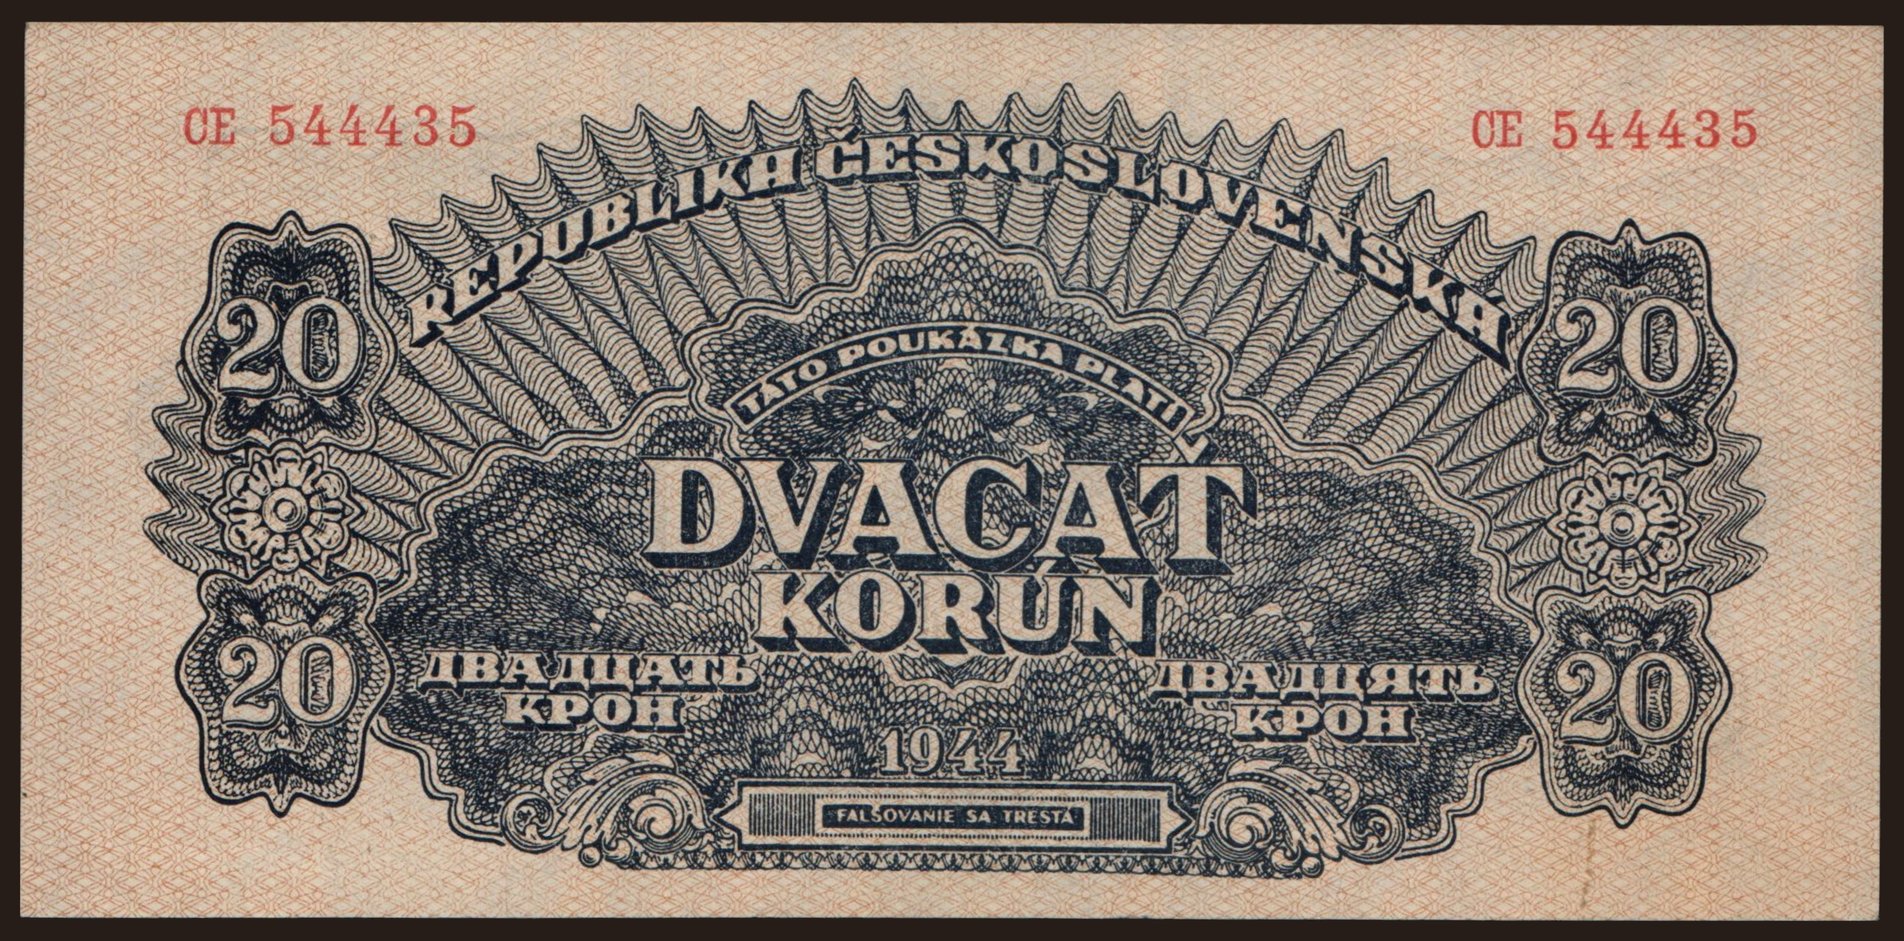 CE 544435
CE 544435
REPUBLIKA ČESKOSLOVENSKÁ
20
20
TÁTO POUKÁZKA PLATÍ
DVACAŤ
KORÚN
20
20
ДВАДЦАТЬ
КРОН
ДВАДЦЯТЬ
КРОН
1944
FALŠOVANIE SA TRESTÁ